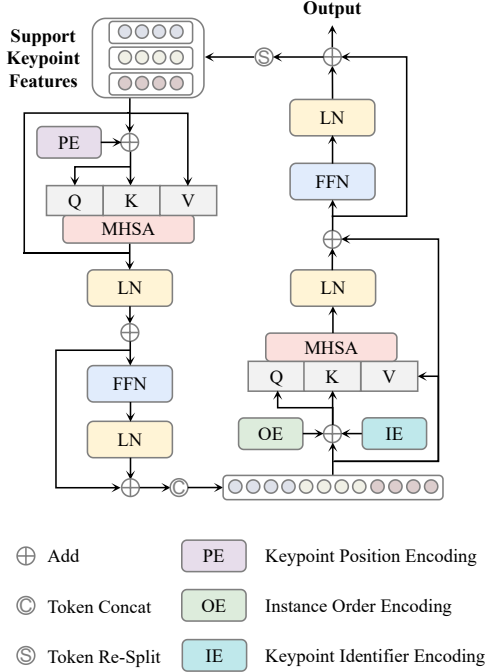 Output
Support
Keypoint
Features
S
LN
PE
FFN
Q K V
MHSA
LN
LN
MHSA
FFN
Q K V
OE IE
LN
C
Add PE Keypoint Position Encoding
C Token Concat OE Instance Order Encoding
S Token Re-Split IE Keypoint Identifier Encoding